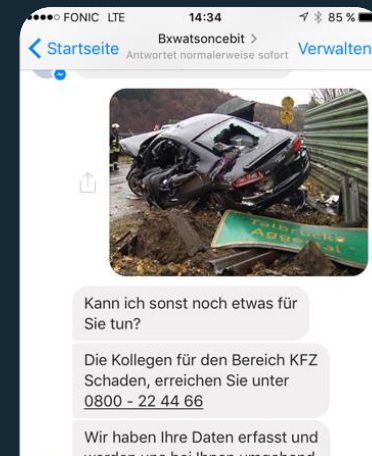 FONIC LTE 14:34 85 %
Startseite Bxwatsoncebit > Verwalten
Antwortet normalerweise sofort
Talbrücke
Aggertal
Kann ich sonst noch etwas für
Sie tun?
Die Kollegen für den Bereich KFZ
Schaden, erreichen Sie unter
0800 - 22 44 66
Wir haben Ihre Daten erfasst und
werden uns bei Ihnen umgehend